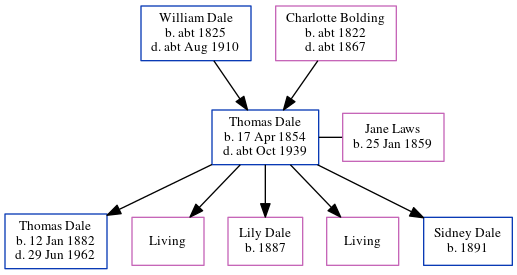 William Dale
b. abt 1825
d. abt Aug 1910
Charlotte Bolding
b. abt 1822
d. abt 1867
Thomas Dale
b. 17 Apr 1854
d. abt Oct 1939
Jane Laws
b. 25 Jan 1859
Thomas Dale
b. 12 Jan 1882
d. 29 Jun 1962
Living
Lily Dale
b. 1887
Living
Sidney Dale
b. 1891